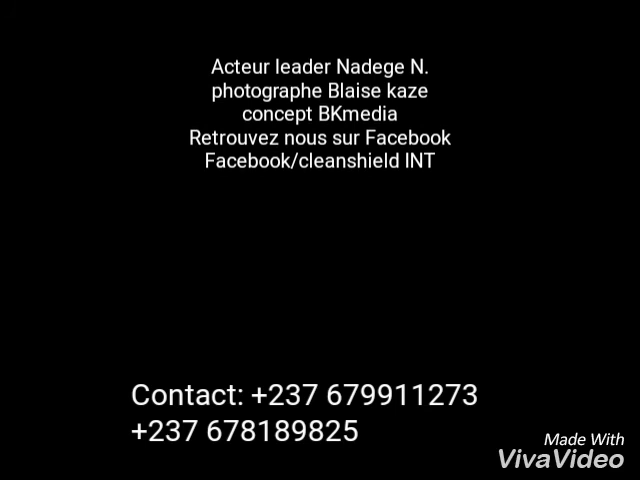 Acteur leader Nadege N.
photographe Blaise kaze
concept BKmedia
Retrouvez nous sur Facebook
Facebook/cleanshield INT
Contact: +237 679911273
+237 678189825
Made With
VivaVideo